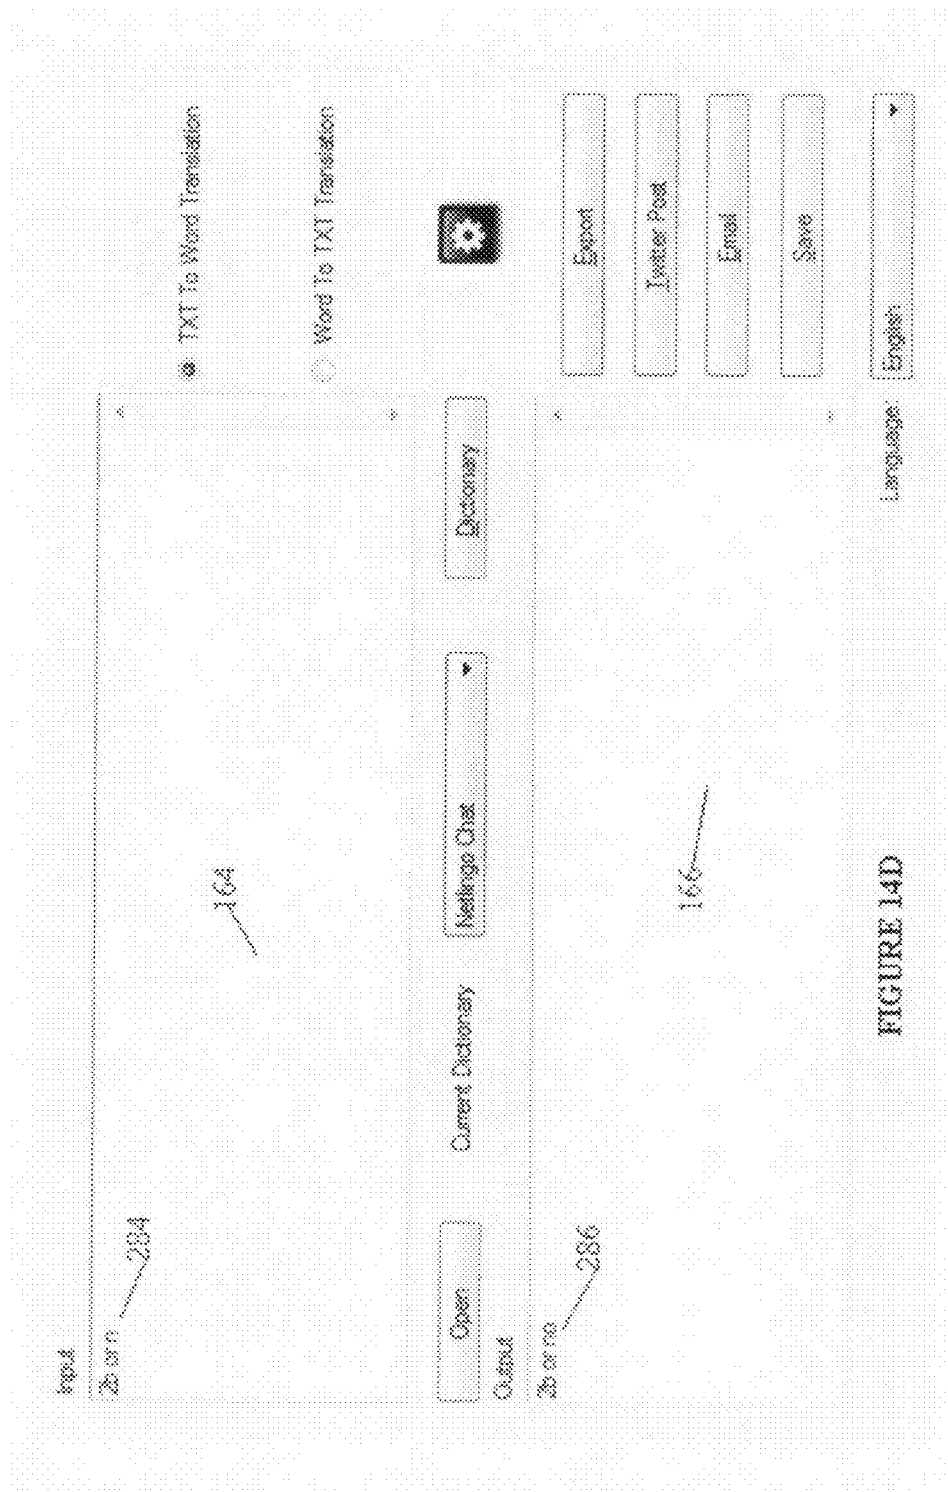 Input
2b or n
284
164
TXT To Word Translation
Word To TXT Translation
Open
Current Dictionary
Netlingo Chat
Dictionary
Output
2b or no
286
166
Export
Twitter Post
Email
Save
Language:
English
FIGURE 14D